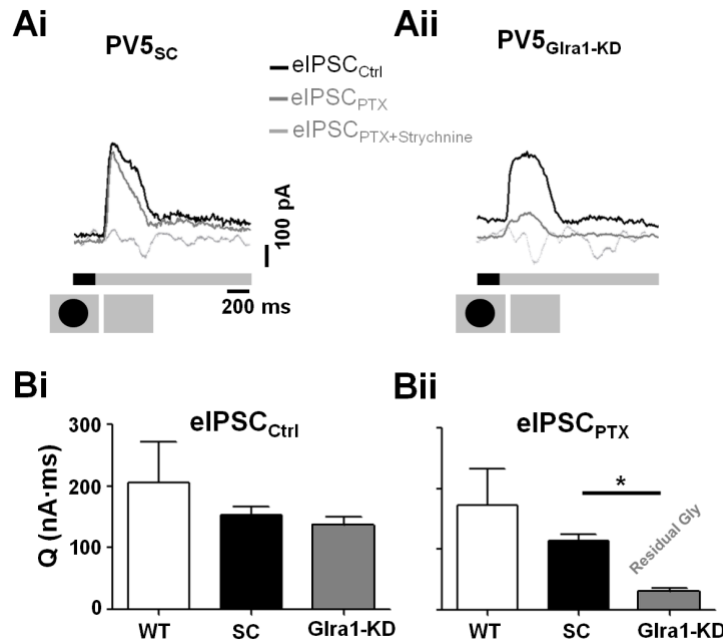 Ai
PV5SC
Aii
PV5Glra1-KD
eIPSCCtrl
eIPSCPTX
eIPSCPTX+Strychnine
100 pA
200 ms
Bi
eIPSCCtrl
Q (nA·ms)
300
200
100
0
WT
SC
Glra1-KD
Bii
eIPSCPTX
*
Residual Gly
WT
SC
Glra1-KD